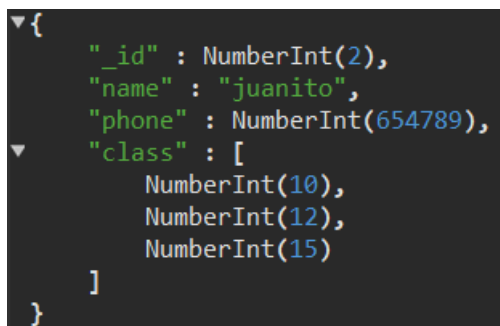 {
"_id" : NumberInt(2),
"name" : "juanito",
"phone" : NumberInt(654789),
"class" : [
NumberInt(10),
NumberInt(12),
NumberInt(15)
]
}